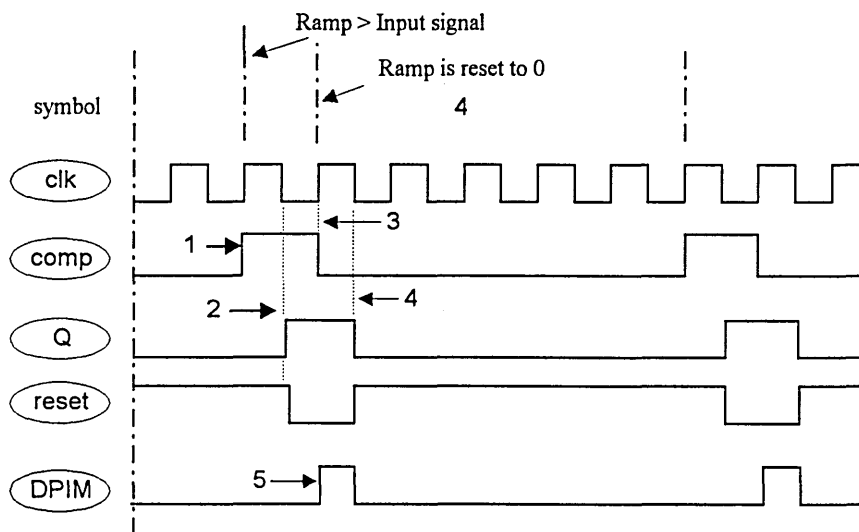 Ramp > Input signal
Ramp is reset to 0
symbol
4
clk
3
1
comp
2
4
Q
reset
5
DPIM